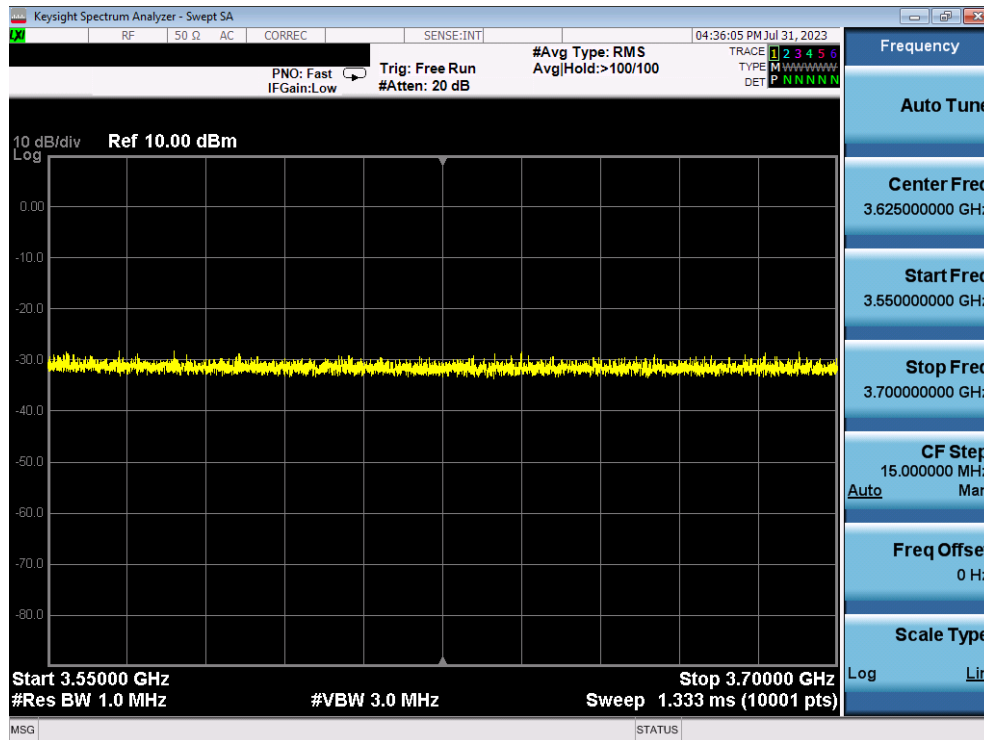 Keysight Spectrum Analyzer - Swept SA
LXI RF 50 Ω AC CORREC SENSE:INT 04:36:05 PM Jul 31, 2023
PNO: Fast
IFGain:Low
Trig: Free Run
#Atten: 20 dB
#Avg Type: RMS
Avg|Hold:>100/100
TRACE 1 2 3 4 5 6
TYPE M WWWWW
DET P N N N N N
10 dB/div
Log
Ref 10.00 dBm
0.00
-10.0
-20.0
-30.0
-40.0
-50.0
-60.0
-70.0
-80.0
Start 3.55000 GHz
Stop 3.70000 GHz
#Res BW 1.0 MHz
#VBW 3.0 MHz
Sweep 1.333 ms (10001 pts)
MSG
STATUS
Frequency
Auto Tune
Center Freq
3.625000000 GHz
Start Freq
3.550000000 GHz
Stop Freq
3.700000000 GHz
CF Step
15.000000 MHz
Auto Man
Freq Offset
0 Hz
Scale Type
Log Lin